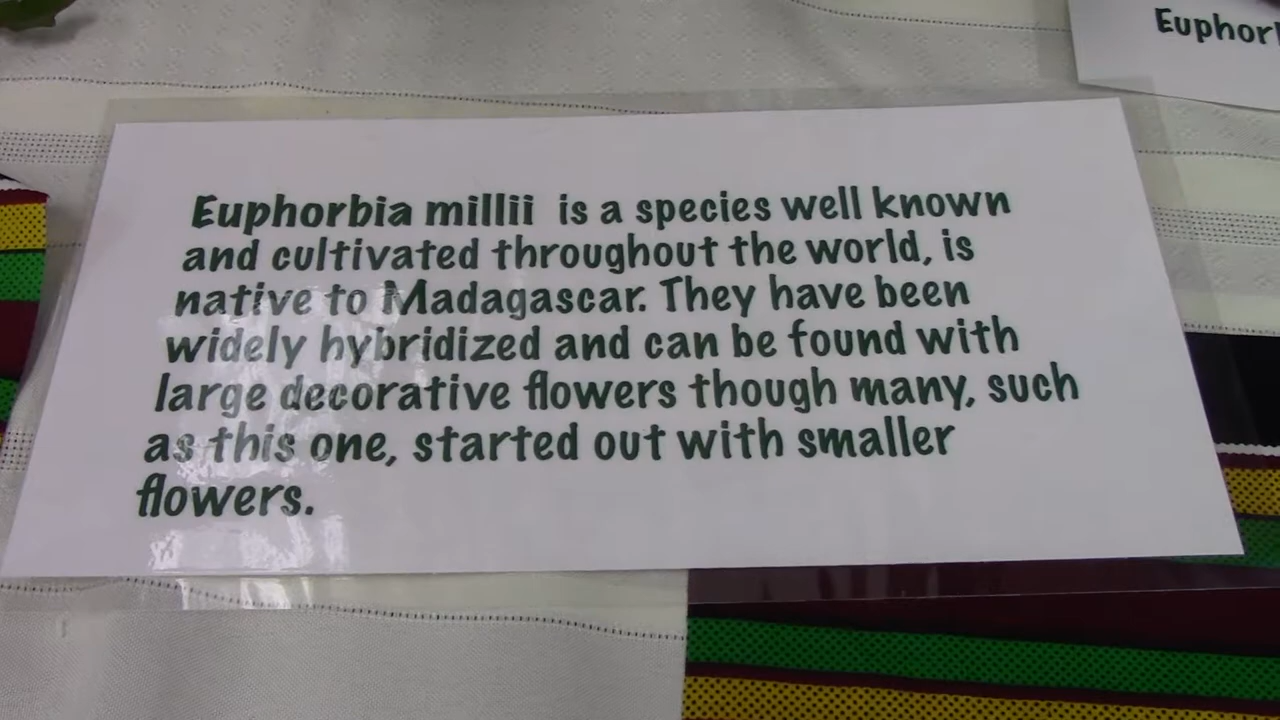 Euphorbia millii is a species well known
and cultivated throughout the world, is
native to Madagascar. They have been
widely hybridized and can be found with
large decorative flowers though many, such
as this one, started out with smaller
flowers.